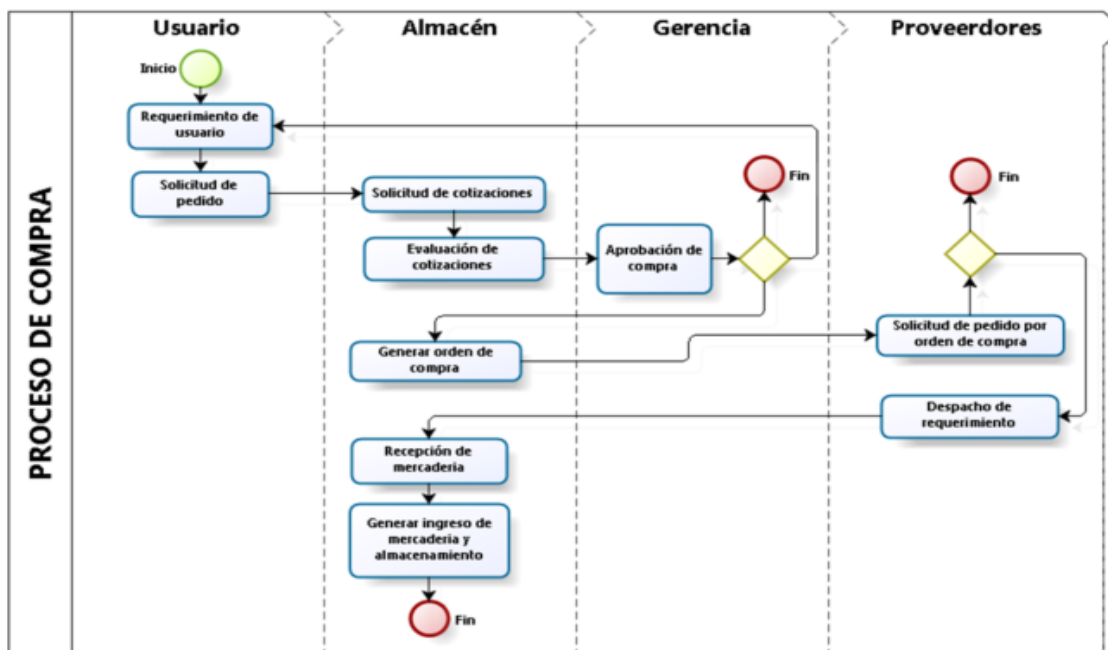 PROCESO DE COMPRA
Usuario
Almacén
Gerencia
Proveerdores
Inicio
Requerimiento de
usuario
Solicitud de
pedido
Solicitud de cotizaciones
Evaluación de
cotizaciones
Aprobación de
compra
Fin
Fin
Generar orden de
compra
Solicitud de pedido por
orden de compra
Despacho de
requerimiento
Recepción de
mercaderia
Generar ingreso de
mercaderia y
almacenamiento
Fin